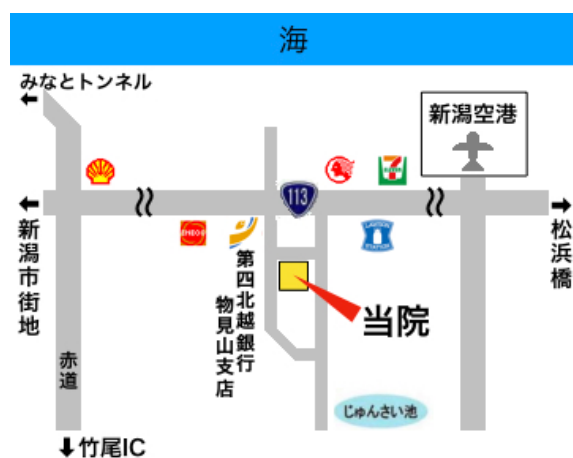 海
みなとトンネル
新潟空港
113
新潟市街地
松浜橋
第四北越銀行
物見山支店
当院
赤道
じゅんさい池
竹尾IC